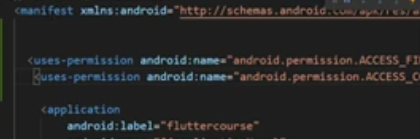 <manifest xmlns:android="http://schemas.android.com/apk/res/a
<uses-permission android:name="android.permission.ACCESS_FI
<uses-permission android:name="android.permission.ACCESS_C
<application
android:label="fluttercourse"